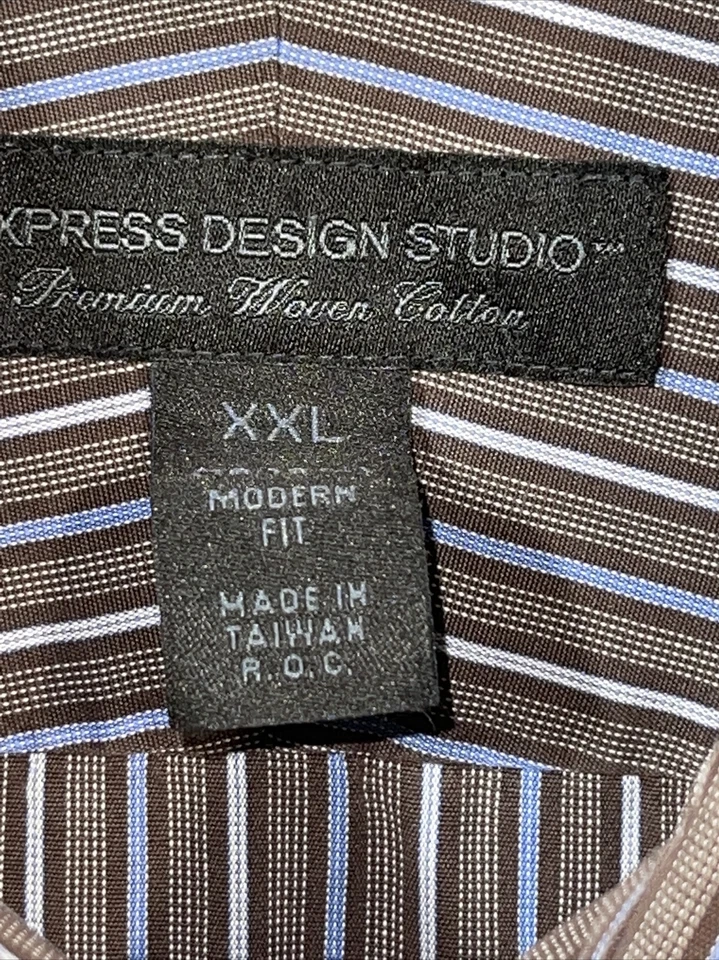 XPRESS DESIGN STUDIO™
Premium Woven Cotton
XXL
MODERN
FIT
MADE IN
TAIWAN
R.O.C.